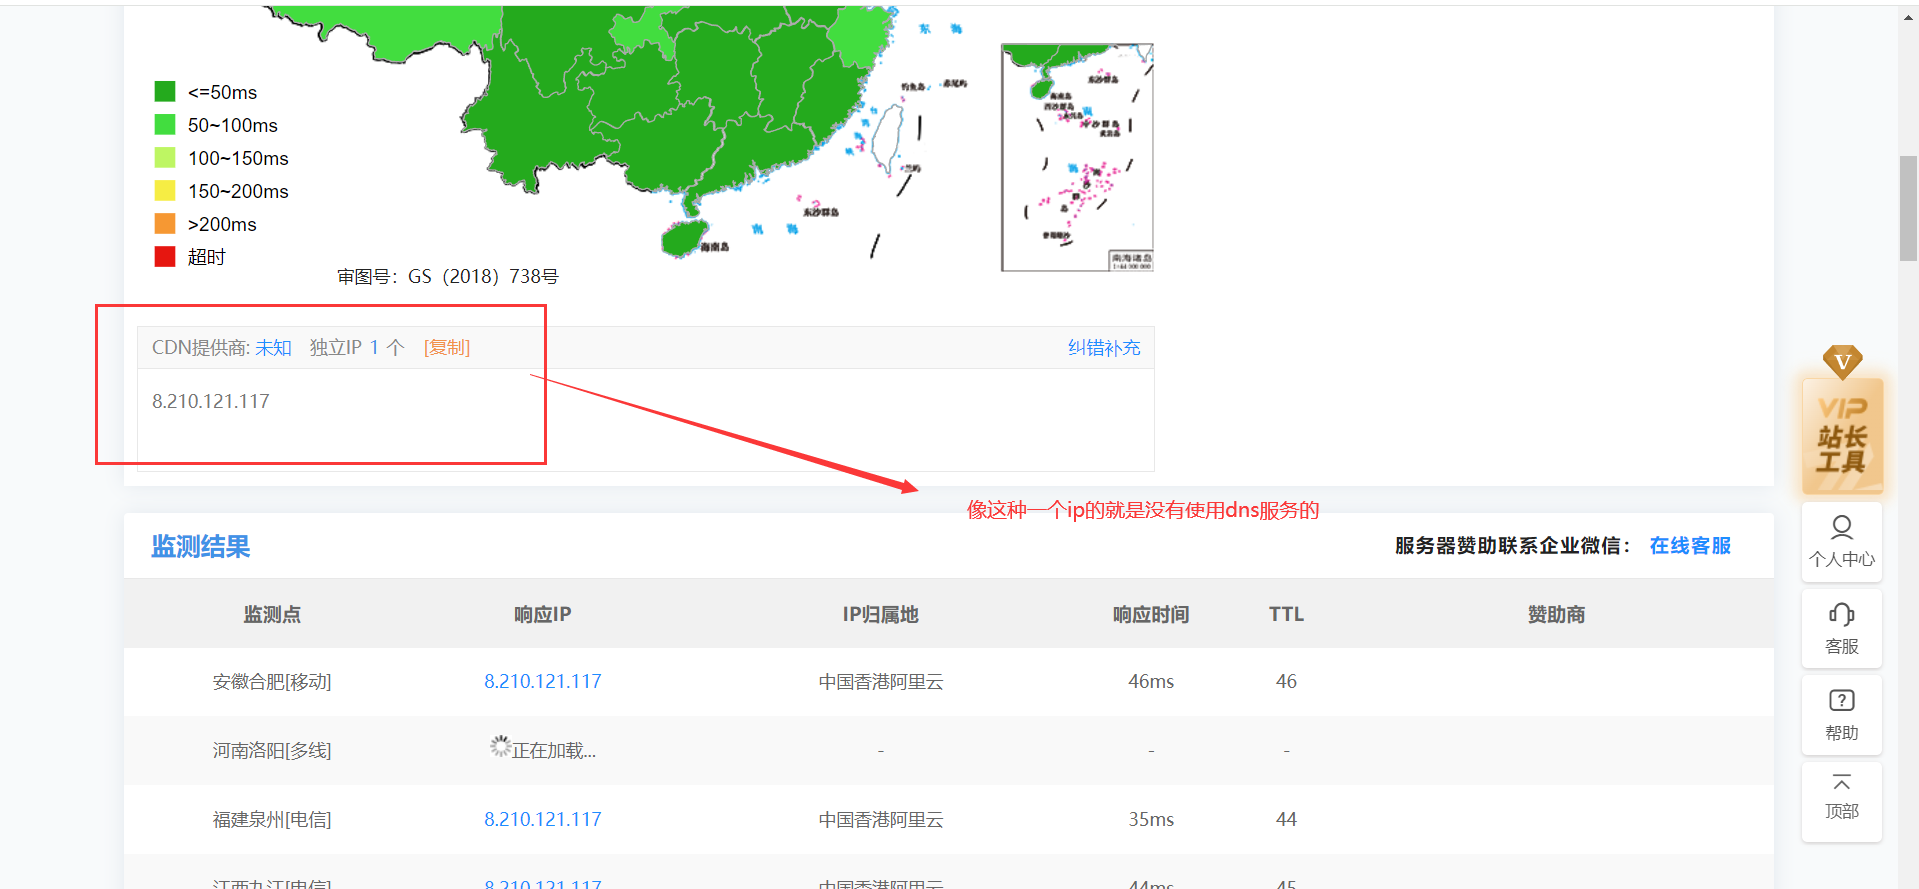 东 海
钓鱼岛
赤尾屿
<=50ms
50~100ms
100~150ms
150~200ms
>200ms
超时
兰屿
东沙群岛
南 海
海南岛
东沙群岛
海南岛
西沙群岛
南海诸岛
审图号：GS（2018）738号
CDN提供商: 未知 独立IP 1 个 [复制]
纠错补充
8.210.121.117
像这种一个ip的就是没有使用dns服务的
监测结果
服务器赞助联系企业微信： 在线客服
监测点 响应IP IP归属地 响应时间 TTL 赞助商
安徽合肥[移动] 8.210.121.117 中国香港阿里云 46ms 46
河南洛阳[多线] 正在加载... - - -
福建泉州[电信] 8.210.121.117 中国香港阿里云 35ms 44
江西九江[电信] 8.210.121.117 中国香港阿里云 44ms 45
V
VIP
站长
工具
个人中心
客服
?
帮助
顶部